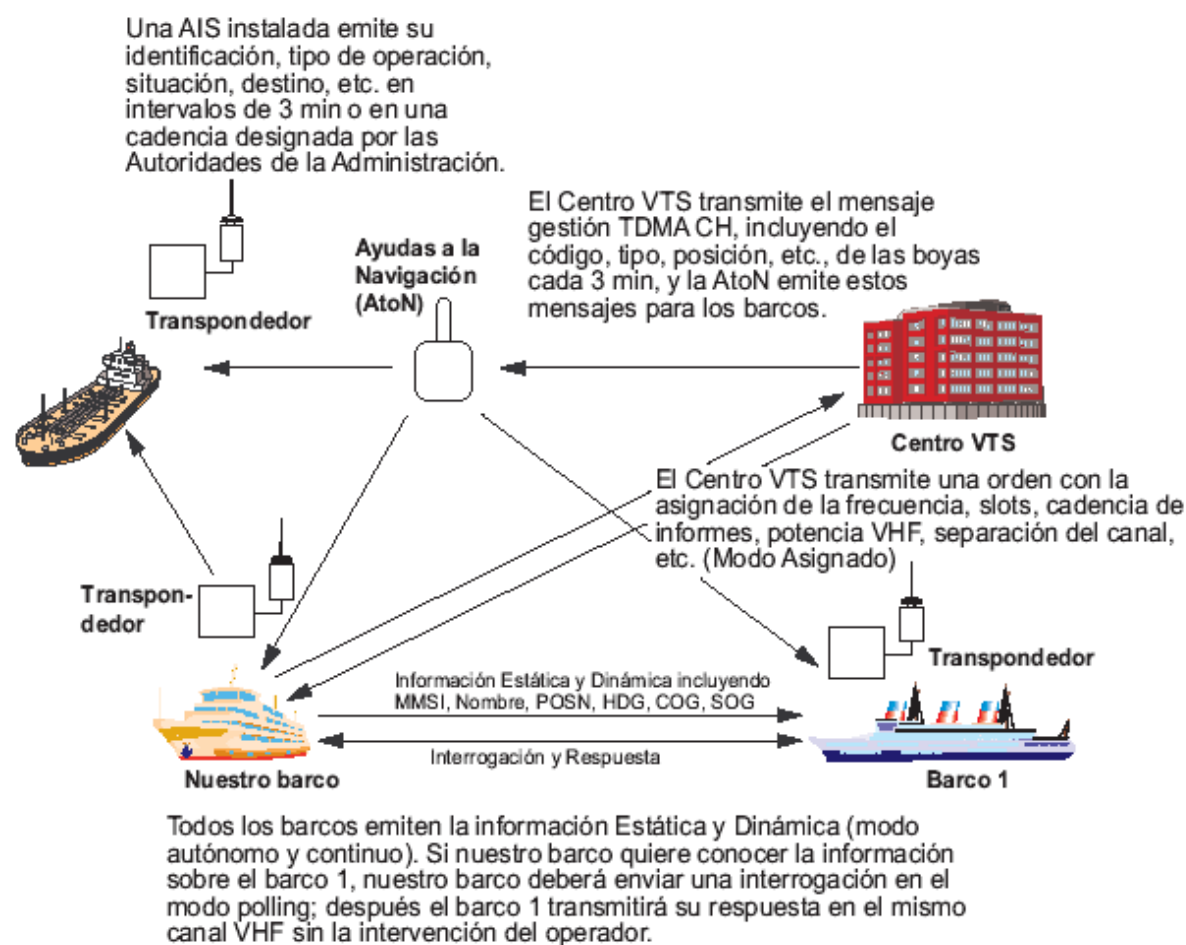 Una AIS instalada emite su
identificación, tipo de operación,
situación, destino, etc. en
intervalos de 3 min o en una
cadencia designada por las
Autoridades de la Administración.
El Centro VTS transmite el mensaje
gestión TDMA CH, incluyendo el
código, tipo, posición, etc., de las boyas
cada 3 min, y la AtoN emite estos
mensajes para los barcos.
Ayudas a la
Navigación
(AtoN)
Transpondedor
Centro VTS
El Centro VTS transmite una orden con la
asignación de la frecuencia, slots, cadencia de
informes, potencia VHF, separación del canal,
etc. (Modo Asignado)
Transpon-
dedor
Transpondedor
Información Estática y Dinámica incluyendo
MMSI, Nombre, POSN, HDG, COG, SOG
Interrogación y Respuesta
Nuestro barco
Barco 1
Todos los barcos emiten la información Estática y Dinámica (modo
autónomo y continuo). Si nuestro barco quiere conocer la información
sobre el barco 1, nuestro barco deberá enviar una interrogación en el
modo polling; después el barco 1 transmitirá su respuesta en el mismo
canal VHF sin la intervención del operador.